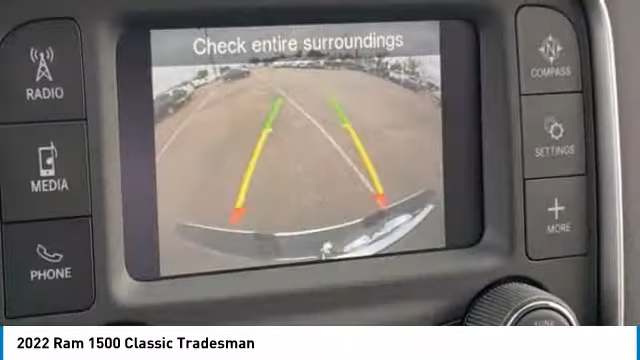 Check entire surroundings
RADIO
MEDIA
PHONE
N
COMPASS
SETTINGS
MORE
2022 Ram 1500 Classic Tradesman